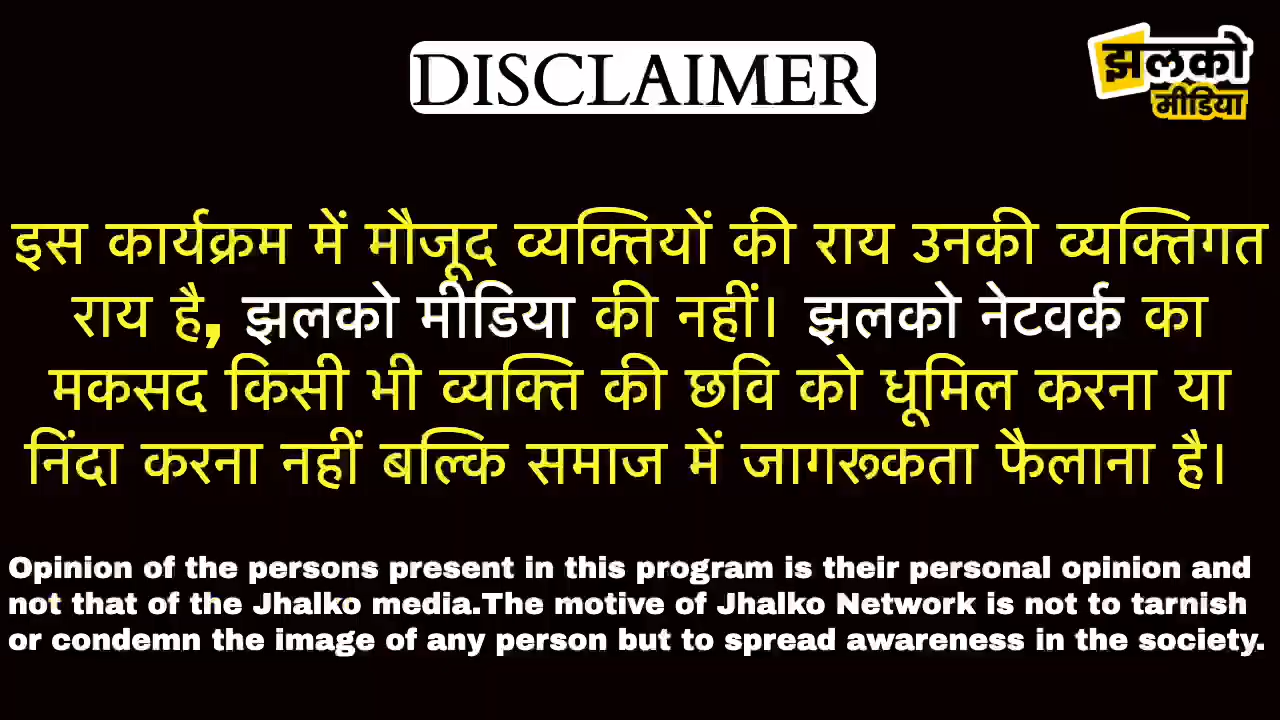 DISCLAIMER
झलको
मीडिया
इस कार्यक्रम में मौजूद व्यक्तियों की राय उनकी व्यक्तिगत
राय है, झलको मीडिया की नहीं। झलको नेटवर्क का
मकसद किसी भी व्यक्ति की छवि को धूमिल करना या
निंदा करना नहीं बल्कि समाज में जागरूकता फैलाना है।
Opinion of the persons present in this program is their personal opinion and
not that of the Jhalko media.The motive of Jhalko Network is not to tarnish
or condemn the image of any person but to spread awareness in the society.